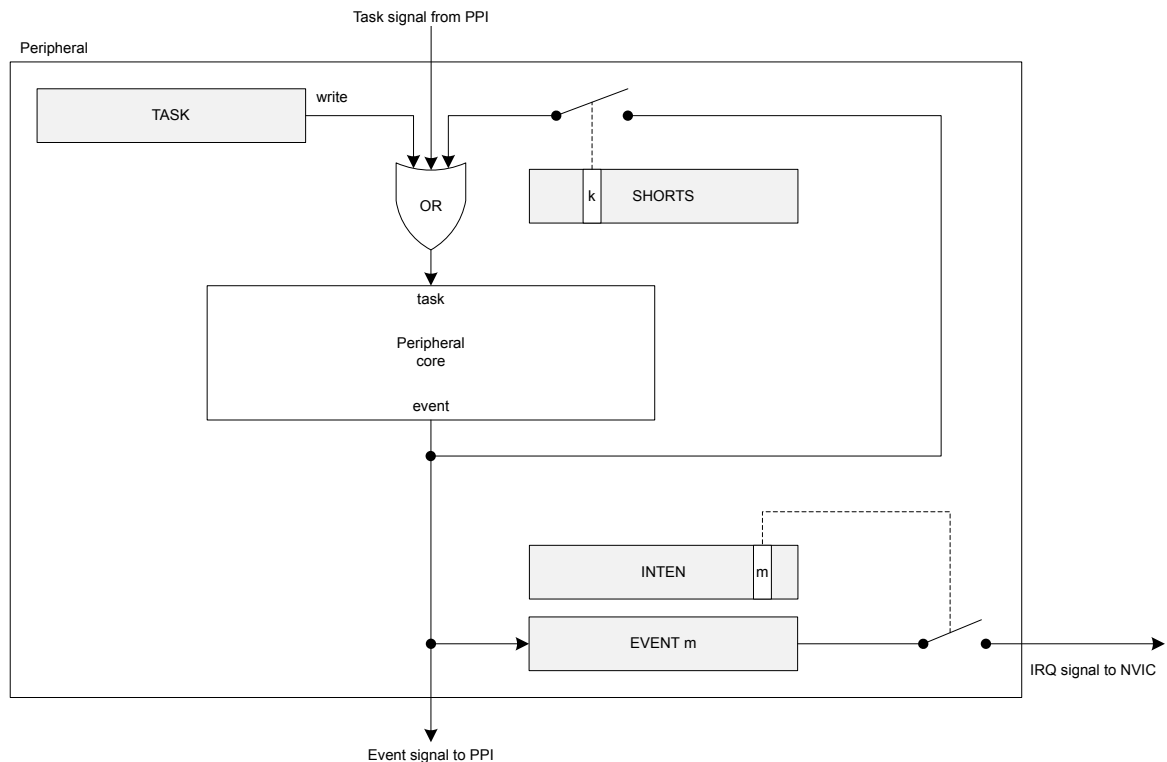 Task signal from PPI
Peripheral
write
TASK
k
SHORTS
OR
task
Peripheral
core
event
INTEN
m
EVENT m
IRQ signal to NVIC
Event signal to PPI